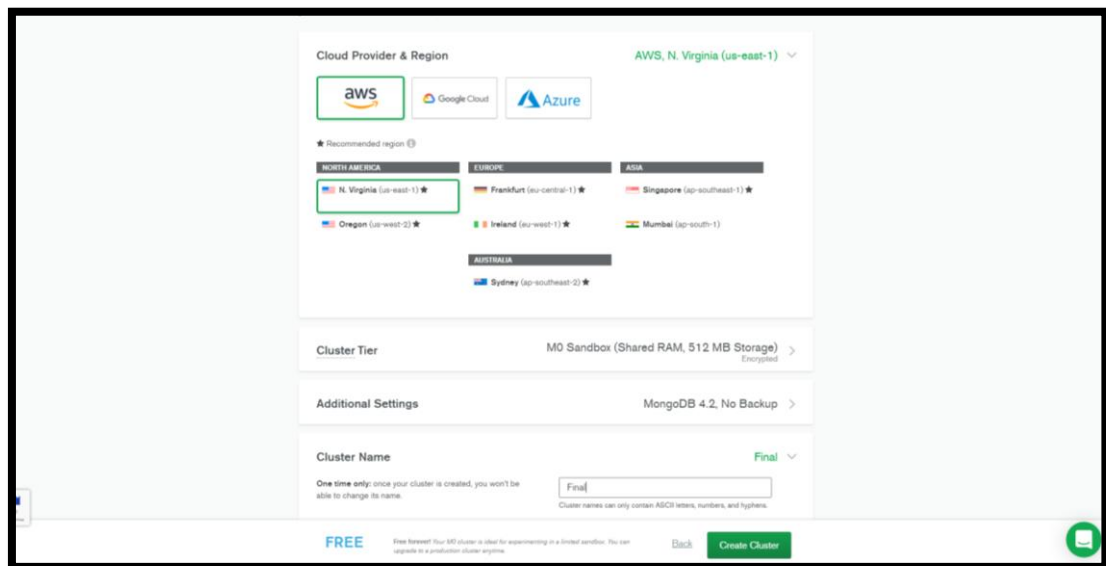 Cloud Provider & Region
AWS, N. Virginia (us-east-1)
aws
Google Cloud
Azure
★ Recommended region
NORTH AMERICA
EUROPE
ASIA
N. Virginia (us-east-1) ★
Frankfurt (eu-central-1) ★
Singapore (ap-southeast-1) ★
Oregon (us-west-2) ★
Ireland (eu-west-1) ★
Mumbai (ap-south-1)
AUSTRALIA
Sydney (ap-southeast-2) ★
Cluster Tier
M0 Sandbox (Shared RAM, 512 MB Storage)
Encrypted
Additional Settings
MongoDB 4.2, No Backup
Cluster Name
Final
One time only: once your cluster is created, you won't be
able to change its name.
Final
Cluster names can only contain ASCII letters, numbers, and hyphens.
FREE
Free forever! Your M0 cluster is ideal for experimenting in a limited sandbox. You can
upgrade to a production cluster anytime.
Back
Create Cluster